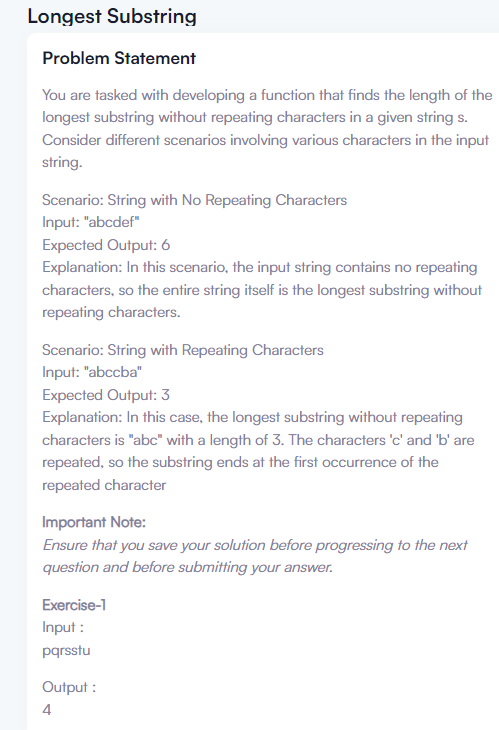 Longest Substring
Problem Statement
You are tasked with developing a function that finds the length of the
longest substring without repeating characters in a given string s.
Consider different scenarios involving various characters in the input
string.
Scenario: String with No Repeating Characters
Input: "abcdef"
Expected Output: 6
Explanation: In this scenario, the input string contains no repeating
characters, so the entire string itself is the longest substring without
repeating characters.
Scenario: String with Repeating Characters
Input: "abccba"
Expected Output: 3
Explanation: In this case, the longest substring without repeating
characters is "abc" with a length of 3. The characters 'c' and 'b' are
repeated, so the substring ends at the first occurrence of the
repeated character
Important Note:
Ensure that you save your solution before progressing to the next
question and before submitting your answer.
Exercise-1
Input :
pqrsstu
Output :
4